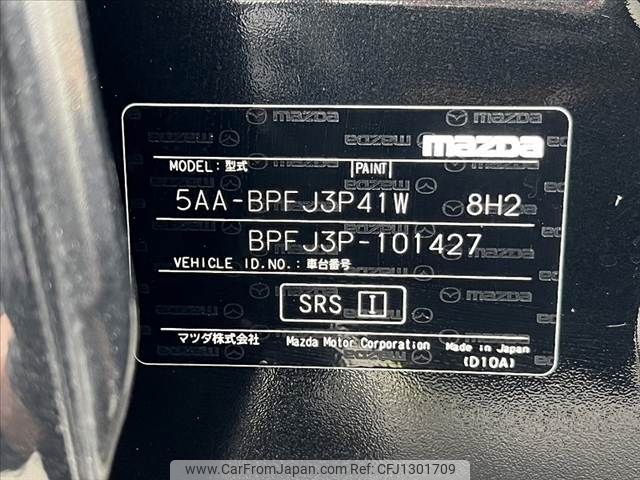 mazda
MODEL: 型式 PAINT
5AA-BPFJ3P41W 8H2
BPFJ3P-101427
VEHICLE ID.NO.: 車台番号
SRS I
マツダ株式会社 Mazda Motor Corporation Made in Japan
(D10A)
www.CarFromJapan.com | Ref No. CFJ1301709